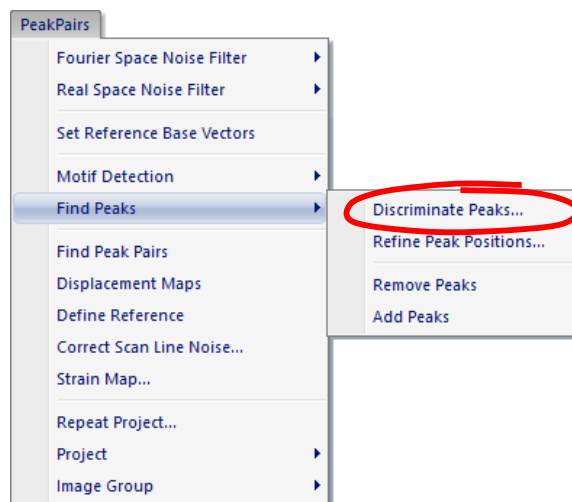 PeakPairs
Fourier Space Noise Filter
Real Space Noise Filter
Set Reference Base Vectors
Motif Detection
Find Peaks
Find Peak Pairs
Displacement Maps
Define Reference
Correct Scan Line Noise...
Strain Map...
Repeat Project...
Project
Image Group
Discriminate Peaks...
Refine Peak Positions...
Remove Peaks
Add Peaks